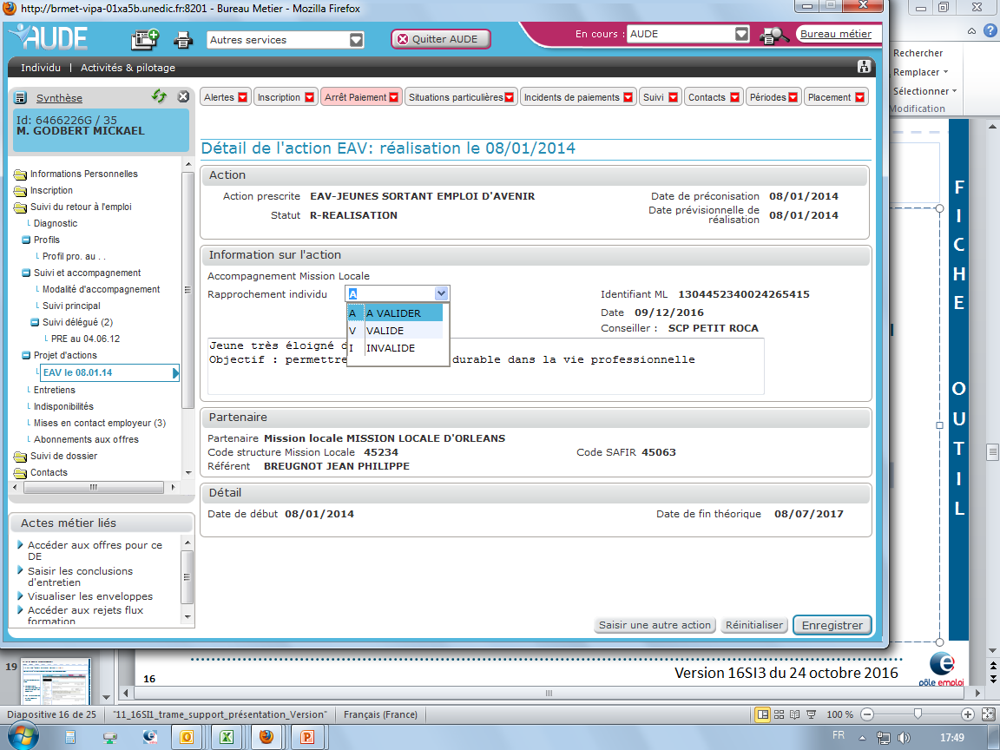 http://brmet-vipa-01xa5b.unedic.fr:8201 - Bureau Metier - Mozilla Firefox
AUDE
Autres services
Quitter AUDE
En cours : AUDE
Bureau métier
Individu | Activités & pilotage
Rechercher
Remplacer
Sélectionner
Modification
Synthèse
Alertes
Inscription
Arrêt Paiement
Situations particulières
Incidents de paiements
Suivi
Contacts
Périodes
Placement
Id: 6466226G / 35
M. GODBERT MICKAEL
Informations Personnelles
Inscription
Suivi du retour à l'emploi
Diagnostic
Profils
Profil pro. au . .
Suivi et accompagnement
Modalité d'accompagnement
Suivi principal
Suivi délégué (2)
PRE au 04.06.12
Projet d'actions
EAV le 08.01.14
Entretiens
Indisponibilités
Mises en contact employeur (3)
Abonnements aux offres
Suivi de dossier
Contacts
Actes métier liés
Accéder aux offres pour ce
DE
Saisir les conclusions
d'entretien
Visualiser les enveloppes
Accéder aux rejets flux
formation
Détail de l'action EAV: réalisation le 08/01/2014
Action
Action prescrite EAV-JEUNES SORTANT EMPLOI D'AVENIR
Date de préconisation 08/01/2014
Statut R-REALISATION
Date prévisionnelle de
réalisation 08/01/2014
Information sur l'action
Accompagnement Mission Locale
Rapprochement individu A
Identifiant ML 1304452340024265415
A A VALIDER
V VALIDE
I INVALIDE
Date 09/12/2016
Conseiller : SCP PETIT ROCA
Jeune très éloigné
Objectif : permettre durable dans la vie professionnelle
Partenaire
Partenaire Mission locale MISSION LOCALE D'ORLEANS
Code structure Mission Locale 45234
Code SAFIR 45063
Référent BREUGNOT JEAN PHILIPPE
Détail
Date de début 08/01/2014
Date de fin théorique 08/07/2017
Saisir une autre action
Réinitialiser
Enregistrer
FICHE OUTIL
19
16
Version 16SI3 du 24 octobre 2016
pôle emploi
Diapositive 16 de 25
"11_16SI1_trame_support_présentation_Version"
Français (France)
100 %
FR
17:49